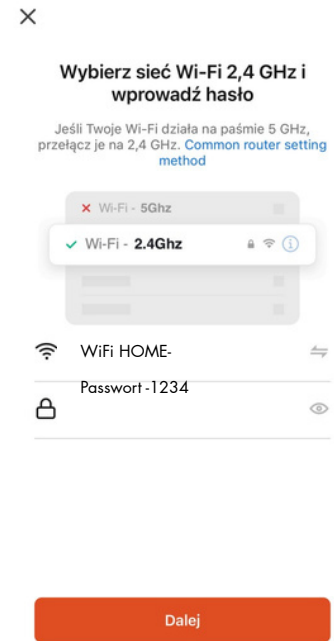 Wybierz sieć Wi-Fi 2,4 GHz i
wprowadź hasło
Jeśli Twoje Wi-Fi działa na paśmie 5 GHz,
przełącz je na 2,4 GHz. Common router setting
method
Wi-Fi - 5Ghz
Wi-Fi - 2.4Ghz
WiFi HOME-
Passwort -1234
Dalej